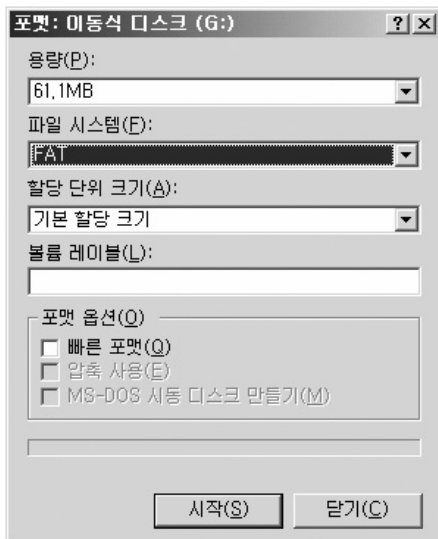 포맷: 이동식 디스크 (G:)
용량(P):
61,1MB
파일 시스템(F):
FAT
할당 단위 크기(A):
기본 할당 크기
볼륨 레이블(L):
포맷 옵션(O)
빠른 포맷(Q)
압축 사용(E)
MS-DOS 시동 디스크 만들기(M)
시작(S) 닫기(C)